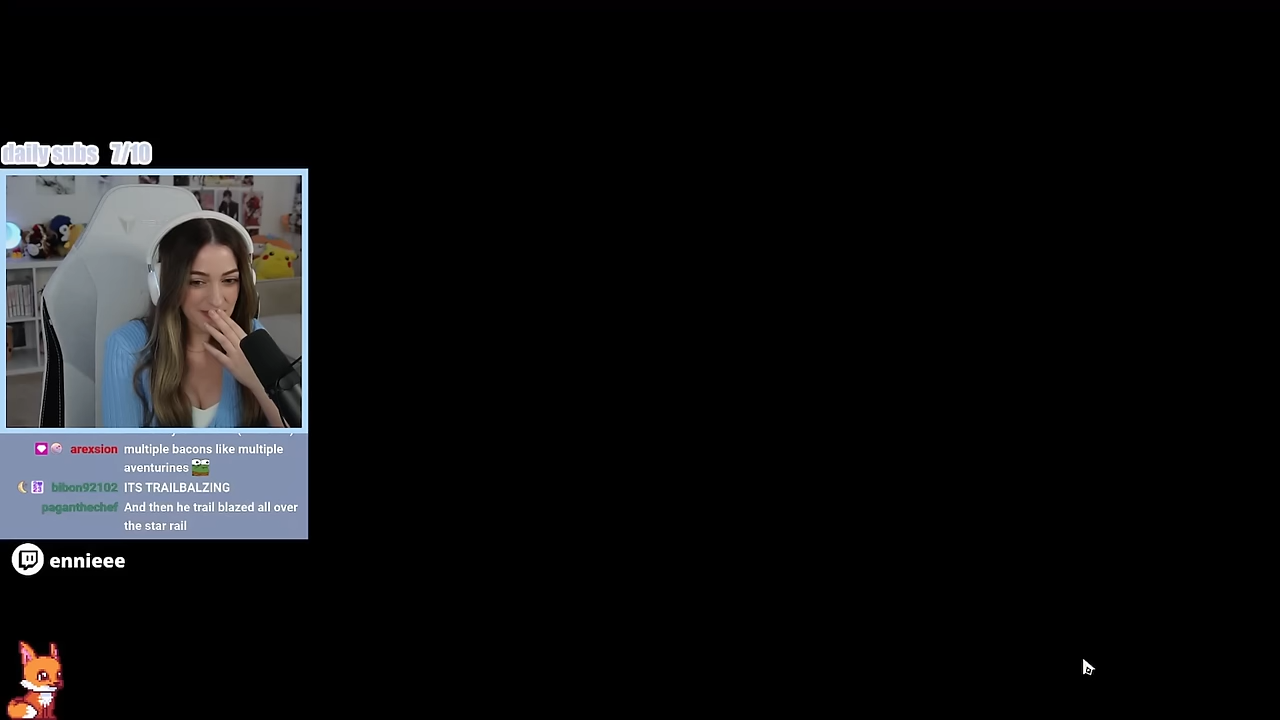 daily subs 7/10
arexsion multiple bacons like multiple
aventurines
bibon92102 ITS TRAILBALZING
paganthechef And then he trail blazed all over
the star rail
ennieee